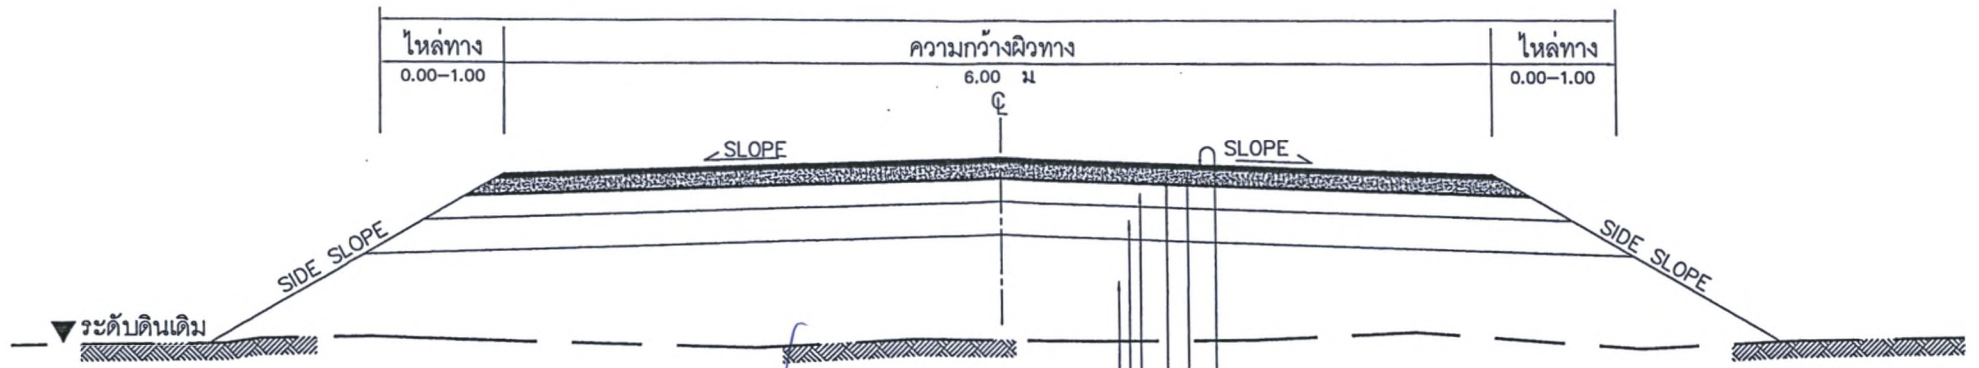 ไหล่ทาง ความกว้างผิวทาง ไหล่ทาง
0.00-1.00 6.00 ม 0.00-1.00
℄
SLOPE SLOPE
SIDE SLOPE SIDE SLOPE
ระดับดินเดิม